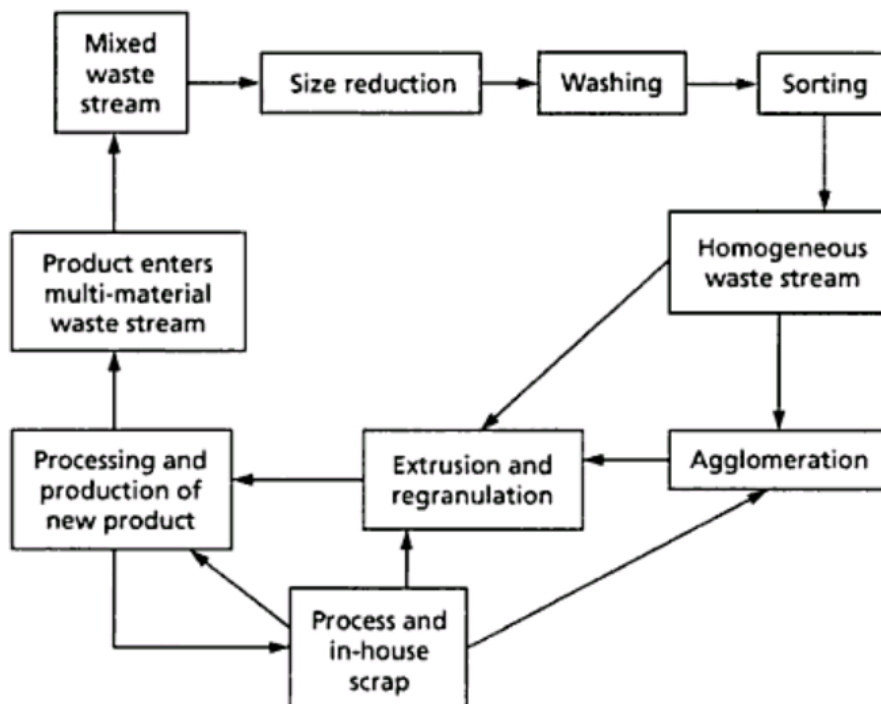 Mixed
waste
stream
Size reduction
Washing
Sorting
Product enters
multi-material
waste stream
Homogeneous
waste stream
Processing and
production of
new product
Extrusion and
regranulation
Agglomeration
Process and
in-house
scrap